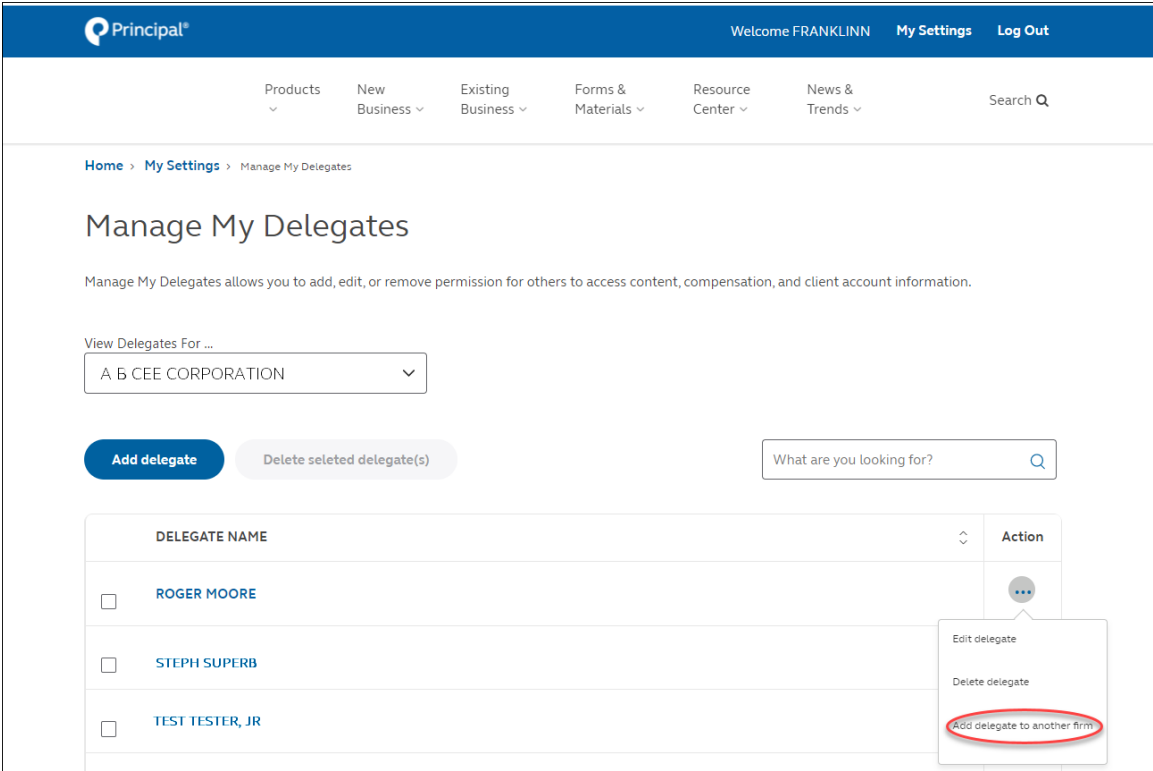 Principal®
Welcome FRANKLINN My Settings Log Out
Products New Existing Forms & Resource News &
Business Business Materials Center Trends
Search
Home > My Settings > Manage My Delegates
Manage My Delegates
Manage My Delegates allows you to add, edit, or remove permission for others to access content, compensation, and client account information.
View Delegates For ...
A B CEE CORPORATION
Add delegate Delete seleted delegate(s) What are you looking for?
DELEGATE NAME Action
ROGER MOORE
Edit delegate
STEPH SUPERB
Delete delegate
TEST TESTER, JR
Add delegate to another firm